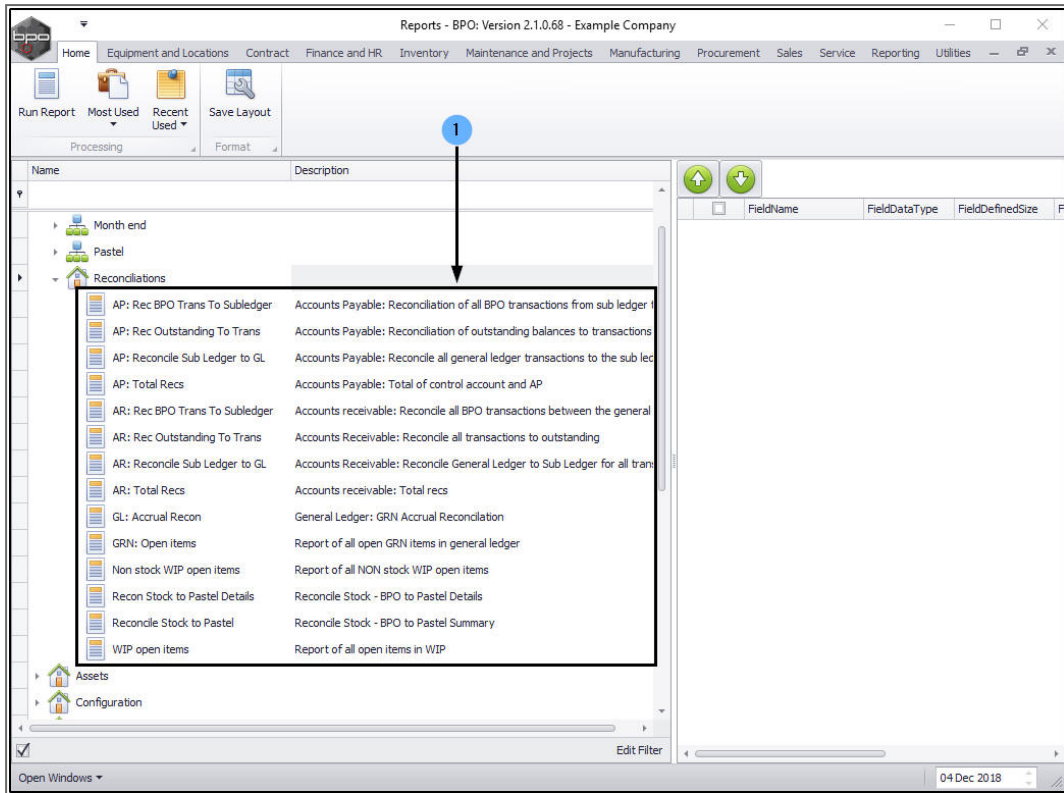 Reports - BPO: Version 2.1.0.68 - Example Company
bpo
Home Equipment and Locations Contract Finance and HR Inventory Maintenance and Projects Manufacturing Procurement Sales Service Reporting Utilities
Run Report Most Used Recent Used Save Layout
Processing Format
1
Name Description
FieldName FieldDataType FieldDefinedSize F
Month end
Pastel
Reconciliations
AP: Rec BPO Trans To Subledger Accounts Payable: Reconciliation of all BPO transactions from sub ledger
AP: Rec Outstanding To Trans Accounts Payable: Reconciliation of outstanding balances to transactions
AP: Reconcile Sub Ledger to GL Accounts Payable: Reconcile all general ledger transactions to the sub led
AP: Total Recs Accounts Payable: Total of control account and AP
AR: Rec BPO Trans To Subledger Accounts receivable: Reconcile all BPO transactions between the general
AR: Rec Outstanding To Trans Accounts Receivable: Reconcile all transactions to outstanding
AR: Reconcile Sub Ledger to GL Accounts Receivable: Reconcile General Ledger to Sub Ledger for all tran
AR: Total Recs Accounts receivable: Total recs
GL: Accrual Recon General Ledger: GRN Accrual Reconcilation
GRN: Open items Report of all open GRN items in general ledger
Non stock WIP open items Report of all NON stock WIP open items
Recon Stock to Pastel Details Reconcile Stock - BPO to Pastel Details
Reconcile Stock to Pastel Reconcile Stock - BPO to Pastel Summary
WIP open items Report of all open items in WIP
Assets
Configuration
Edit Filter
Open Windows 04 Dec 2018